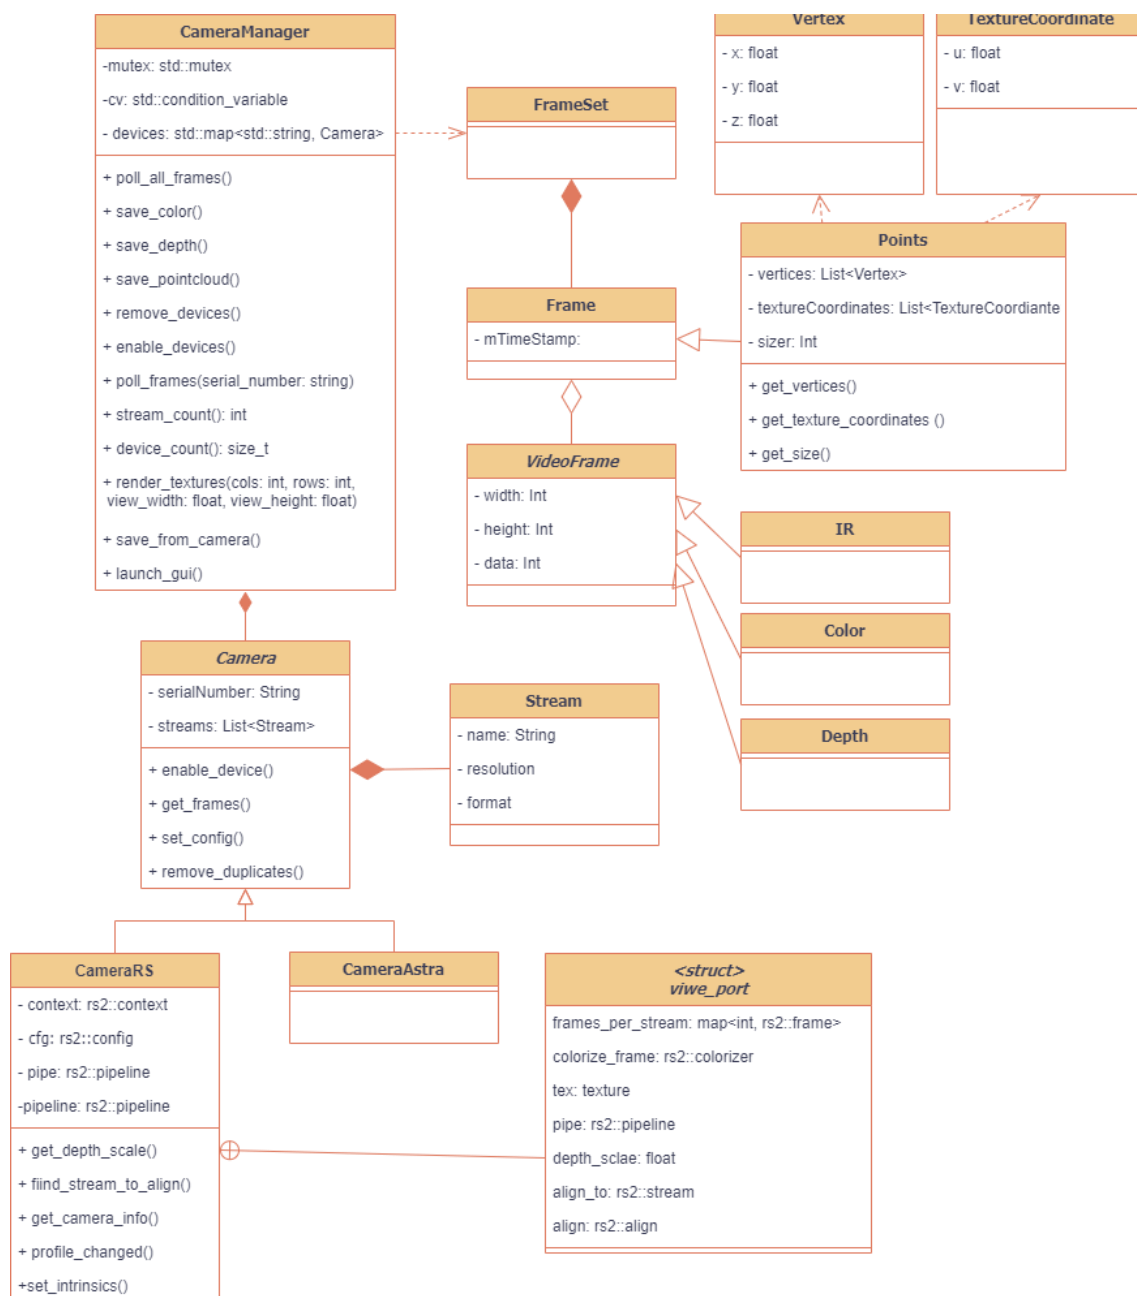 CameraManager
-mutex: std::mutex
-cv: std::condition_variable
- devices: std::map<std::string, Camera>
+ poll_all_frames()
+ save_color()
+ save_depth()
+ save_pointcloud()
+ remove_devices()
+ enable_devices()
+ poll_frames(serial_number: string)
+ stream_count(): int
+ device_count(): size_t
+ render_textures(cols: int, rows: int,
view_width: float, view_height: float)
+ save_from_camera()
+ launch_gui()
FrameSet
Vertex
- x: float
- y: float
- z: float
TextureCoordinate
- u: float
- v: float
Frame
- mTimeStamp:
Points
- vertices: List<Vertex>
- textureCoordinates: List<TextureCoordiante
- sizer: Int
+ get_vertices()
+ get_texture_coordinates ()
+ get_size()
VideoFrame
- width: Int
- height: Int
- data: Int
IR
Color
Depth
Camera
- serialNumber: String
- streams: List<Stream>
+ enable_device()
+ get_frames()
+ set_config()
+ remove_duplicates()
Stream
- name: String
- resolution
- format
CameraRS
- context: rs2::context
- cfg: rs2::config
- pipe: rs2::pipeline
-pipeline: rs2::pipeline
+ get_depth_scale()
+ fiind_stream_to_align()
+ get_camera_info()
+ profile_changed()
+set_intrinsics()
CameraAstra
<struct>
viwe_port
frames_per_stream: map<int, rs2::frame>
colorize_frame: rs2::colorizer
tex: texture
pipe: rs2::pipeline
depth_sclae: float
align_to: rs2::stream
align: rs2::align